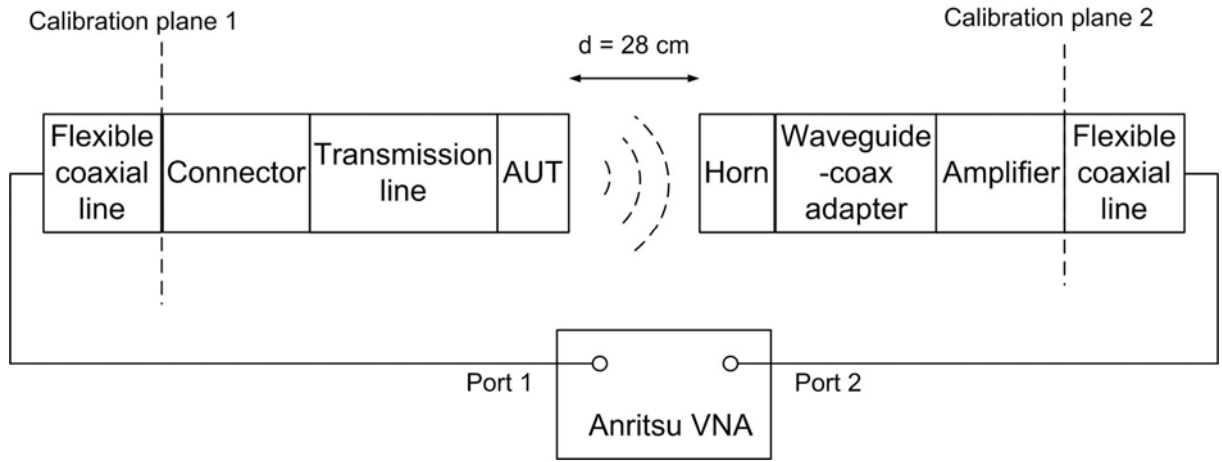 Calibration plane 1
Calibration plane 2
d = 28 cm
Flexible
coaxial
line
Connector
Transmission
line
AUT
Horn
Waveguide
-coax
adapter
Amplifier
Flexible
coaxial
line
Port 1
Port 2
Anritsu VNA